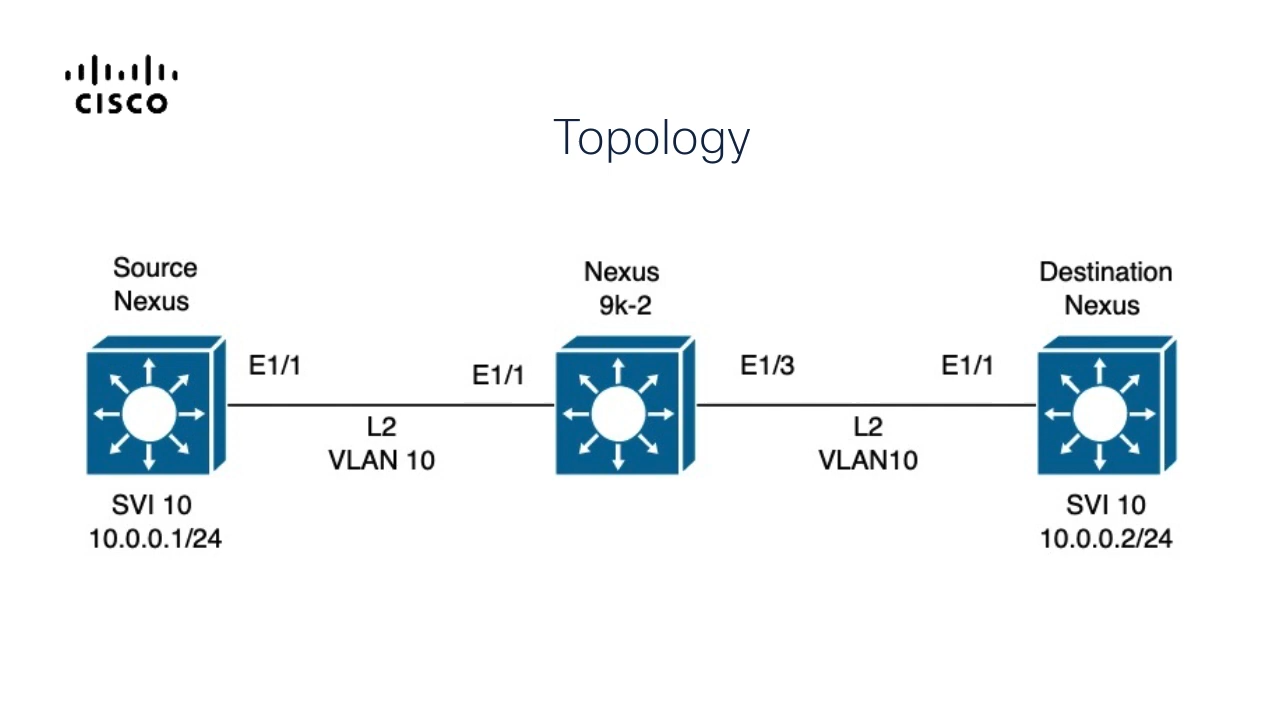 CISCO
Topology
Source
Nexus
Nexus
9k-2
Destination
Nexus
E1/1
E1/1
E1/3
E1/1
L2
VLAN 10
L2
VLAN10
SVI 10
10.0.0.1/24
SVI 10
10.0.0.2/24